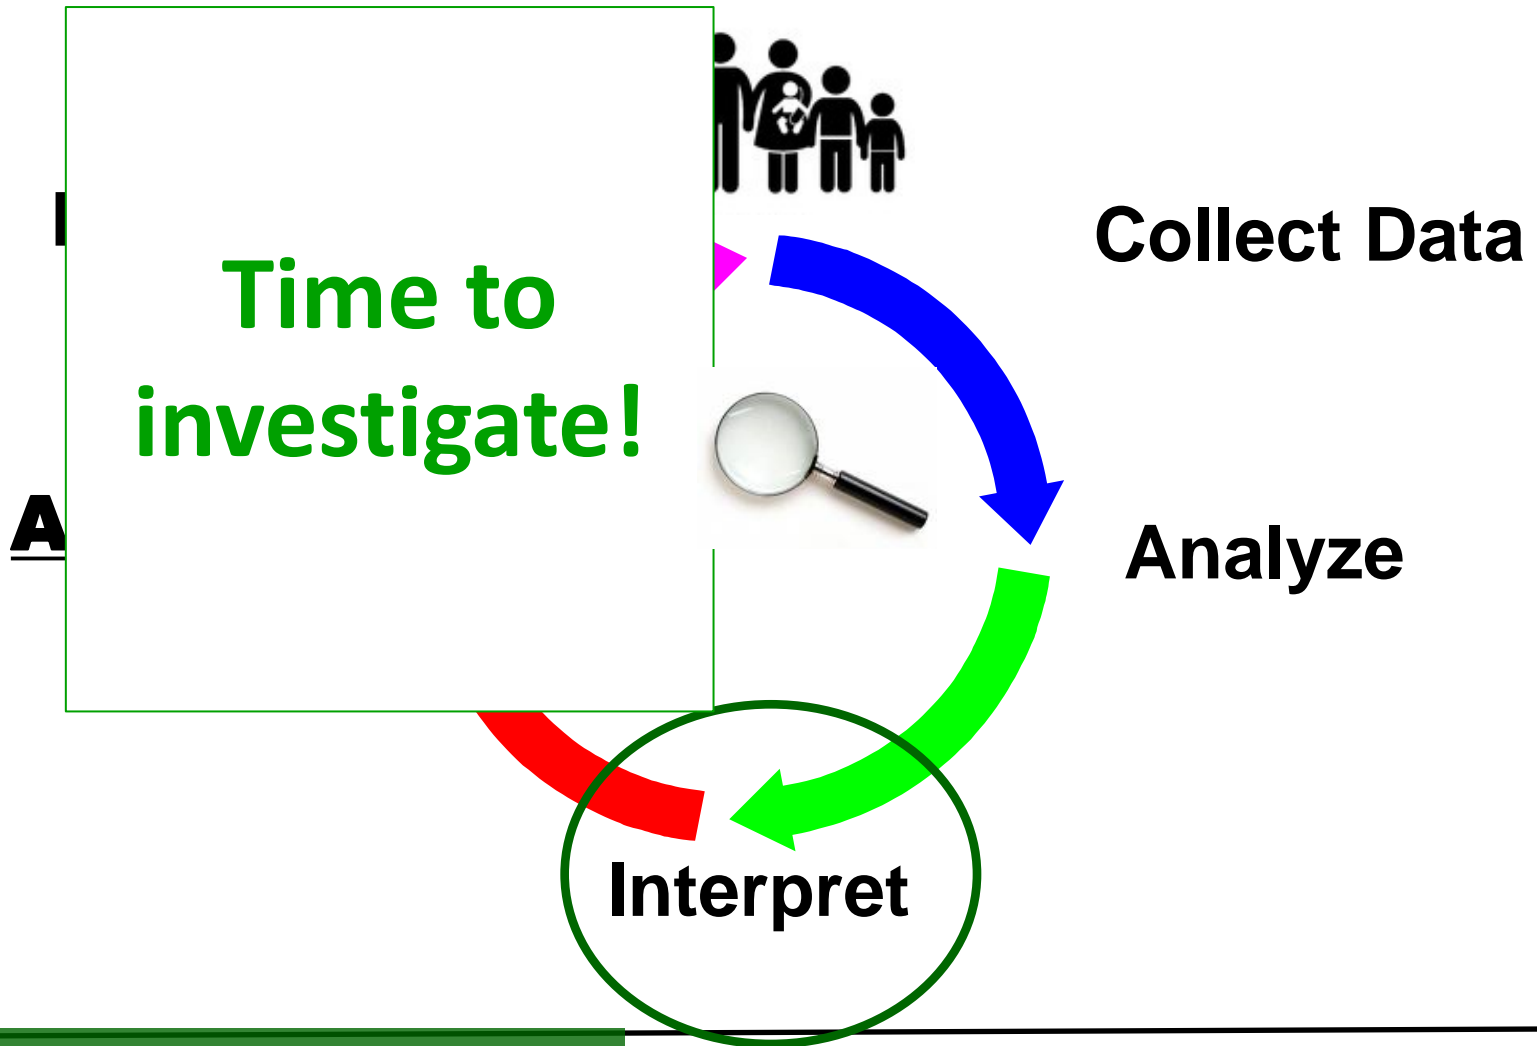 Collect Data
Time to
investigate!
A
Analyze
Interpret